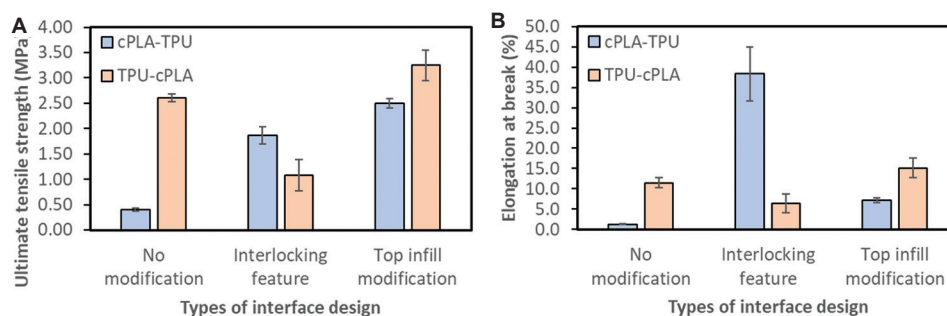 A
Ultimate tensile strength (MPa)
4.00
3.50
3.00
2.50
2.00
1.50
1.00
0.50
0.00
cPLA-TPU
TPU-cPLA
No modification
Interlocking feature
Top infill modification
Types of interface design
B
Elongation at break (%)
50.0
45.0
40.0
35.0
30.0
25.0
20.0
15.0
10.0
5.0
0.0
cPLA-TPU
TPU-cPLA
No modification
Interlocking feature
Top infill modification
Types of interface design